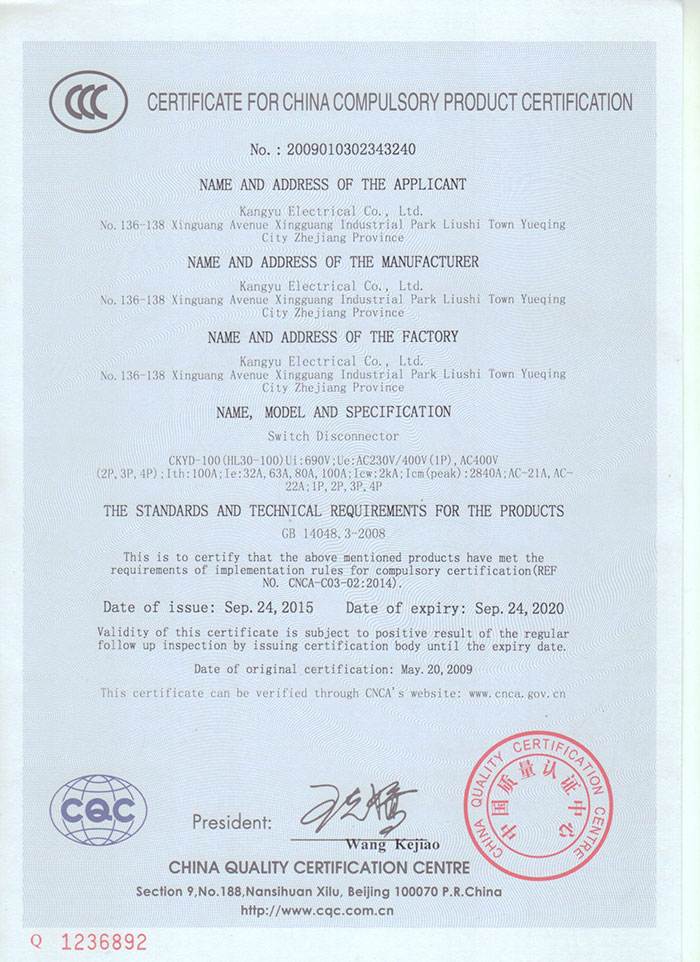 CCC
CERTIFICATE FOR CHINA COMPULSORY PRODUCT CERTIFICATION
No.: 2009010302343240
NAME AND ADDRESS OF THE APPLICANT
Kangyu Electrical Co., Ltd.
No.136-138 Xinguang Avenue Xingguang Industrial Park Liushi Town Yueqing
City Zhejiang Province
NAME AND ADDRESS OF THE MANUFACTURER
Kangyu Electrical Co., Ltd.
No.136-138 Xinguang Avenue Xingguang Industrial Park Liushi Town Yueqing
City Zhejiang Province
NAME AND ADDRESS OF THE FACTORY
Kangyu Electrical Co., Ltd.
No.136-138 Xinguang Avenue Xingguang Industrial Park Liushi Town Yueqing
City Zhejiang Province
NAME, MODEL AND SPECIFICATION
Switch Disconnector
CKYD-100(HL30-100)Ui:690V;Ue:AC230V/400V(1P),AC400V
(2P,3P,4P);Ith:100A;Ie:32A,63A,80A,100A;Icw:2kA;Icm(peak):2840A;AC-21A,AC-
22A;1P,2P,3P,4P
THE STANDARDS AND TECHNICAL REQUIREMENTS FOR THE PRODUCTS
GB 14048.3-2008
This is to certify that the above mentioned products have met the
requirements of implementation rules for compulsory certification(REF
NO. CNCA-C03-02:2014).
Date of issue: Sep.24,2015 Date of expiry: Sep.24,2020
Validity of this certificate is subject to positive result of the regular
follow up inspection by issuing certification body until the expiry date.
Date of original certification: May.20,2009
This certificate can be verified through CNCA's website: www.cnca.gov.cn
CHINA QUALITY CERTIFICATION CENTRE
中国质量认证中心
CQC
President:
王克娇
Wang Kejiao
CHINA QUALITY CERTIFICATION CENTRE
Section 9,No.188,Nansihuan Xilu, Beijing 100070 P.R.China
http://www.cqc.com.cn
Q 1236892